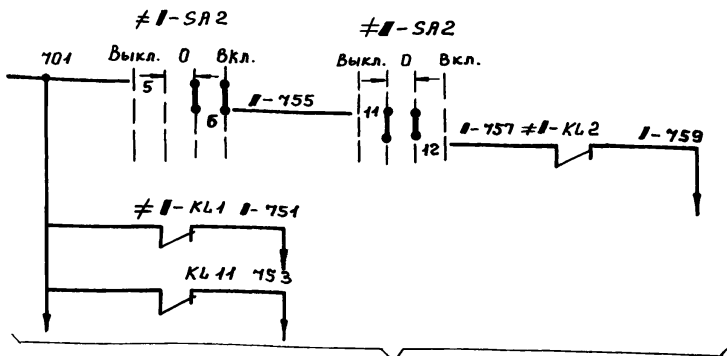 ≠ I-SA2
≠ I-SA2
701
Выкл. 0 Вкл.
Выкл. 0 Вкл.
5
6
I-755
11
12
I-757 ≠ I-KL2 I-759
≠ I-KL1 I-751
KL11 753